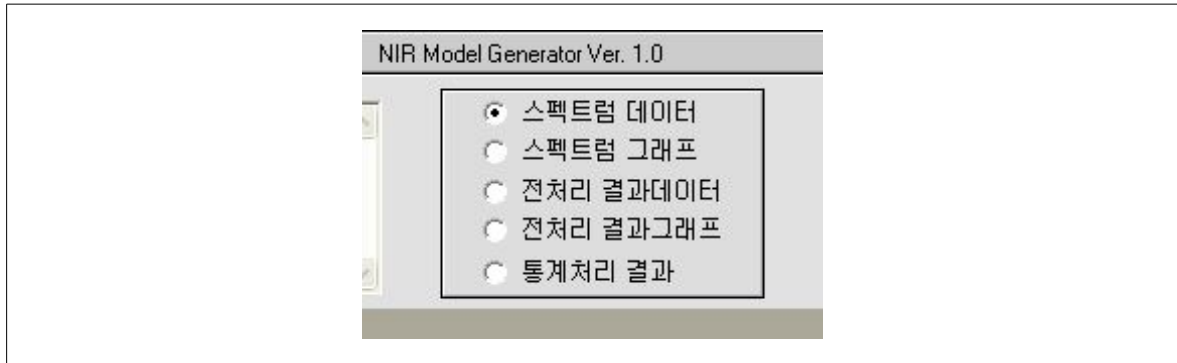 NIR Model Generator Ver. 1.0
스펙트럼 데이터
스펙트럼 그래프
전처리 결과데이터
전처리 결과그래프
통계처리 결과